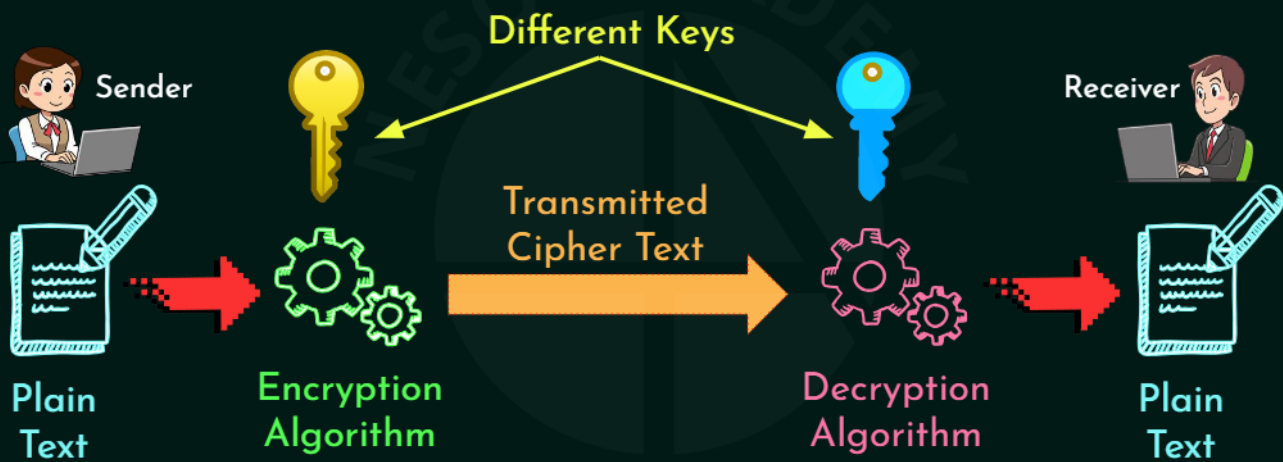 Different Keys
Sender
Receiver
Transmitted
Cipher Text
Plain
Text
Encryption
Algorithm
Decryption
Algorithm
Plain
Text